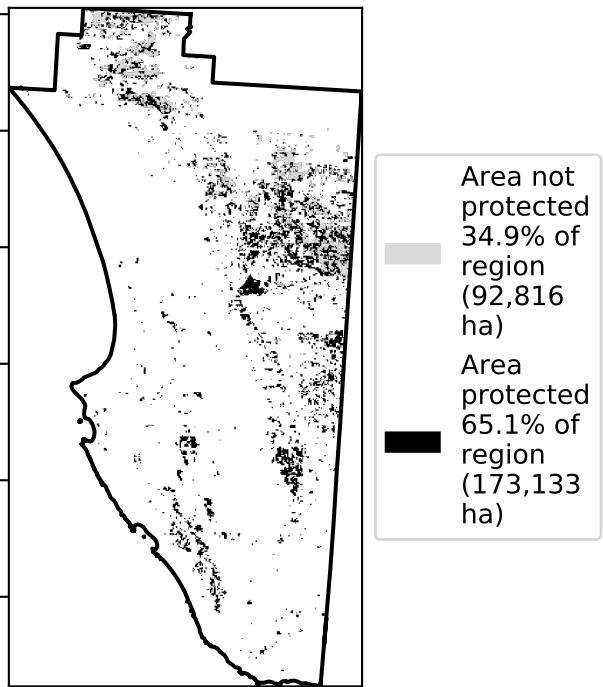 Area not
protected
34.9% of
region
(92,816
ha)
Area
protected
65.1% of
region
(173,133
ha)